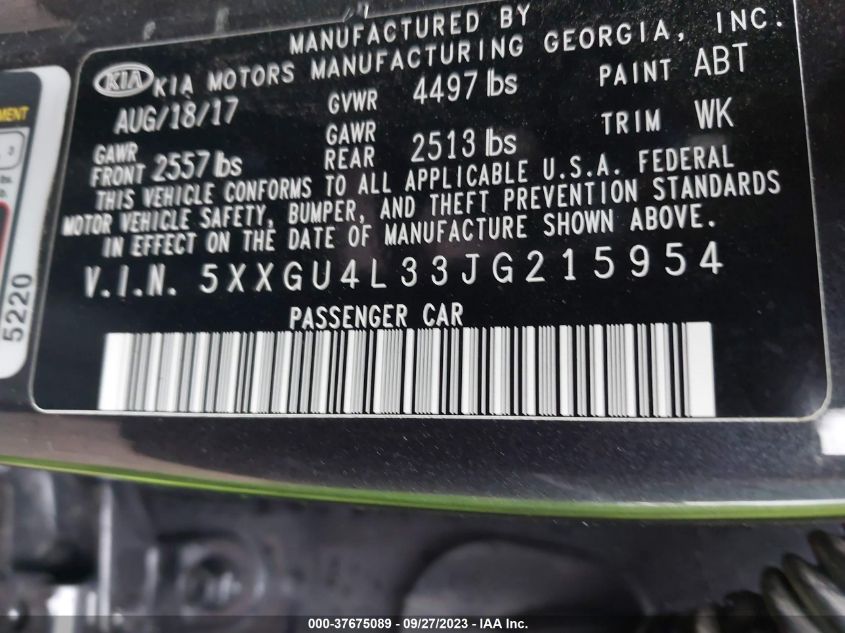 MANUFACTURED BY
KIA KIA MOTORS MANUFACTURING GEORGIA, INC.
AUG/18/17 GVWR 4497 lbs PAINT ABT
GAWR FRONT 2557 lbs GAWR REAR 2513 lbs TRIM WK
THIS VEHICLE CONFORMS TO ALL APPLICABLE U.S.A. FEDERAL
MOTOR VEHICLE SAFETY, BUMPER, AND THEFT PREVENTION STANDARDS
IN EFFECT ON THE DATE OF MANUFACTURE SHOWN ABOVE.
V.I.N. 5XXGU4L33JG215954
PASSENGER CAR
5220
000-37675089 - 09/27/2023 - IAA Inc.